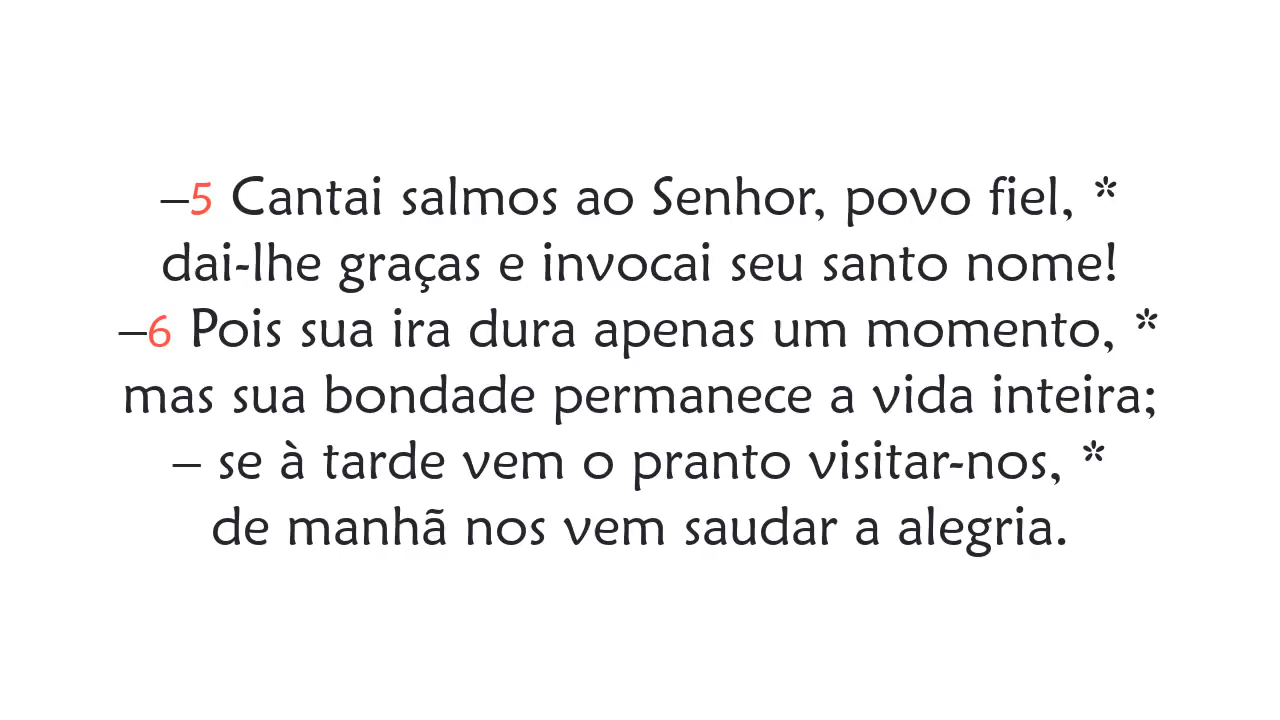 –5 Cantai salmos ao Senhor, povo fiel, *
dai-lhe graças e invocai seu santo nome!
–6 Pois sua ira dura apenas um momento, *
mas sua bondade permanece a vida inteira;
– se à tarde vem o pranto visitar-nos, *
de manhã nos vem saudar a alegria.